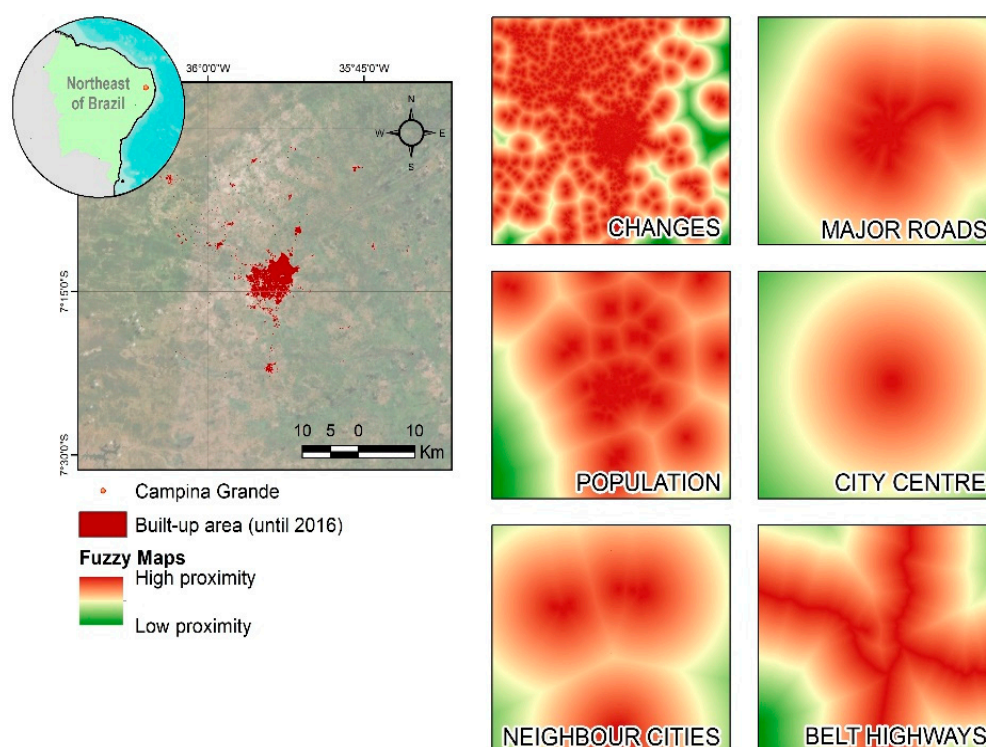 Northeast
of Brazil
36°0'0"W
35°45'0"W
N
W
E
S
7°15'0"S
7°30'0"S
10 5 0 10
Km
Campina Grande
Built-up area (until 2016)
Fuzzy Maps
High proximity
Low proximity
CHANGES
MAJOR ROADS
POPULATION
CITY CENTRE
NEIGHBOUR CITIES
BELT HIGHWAYS